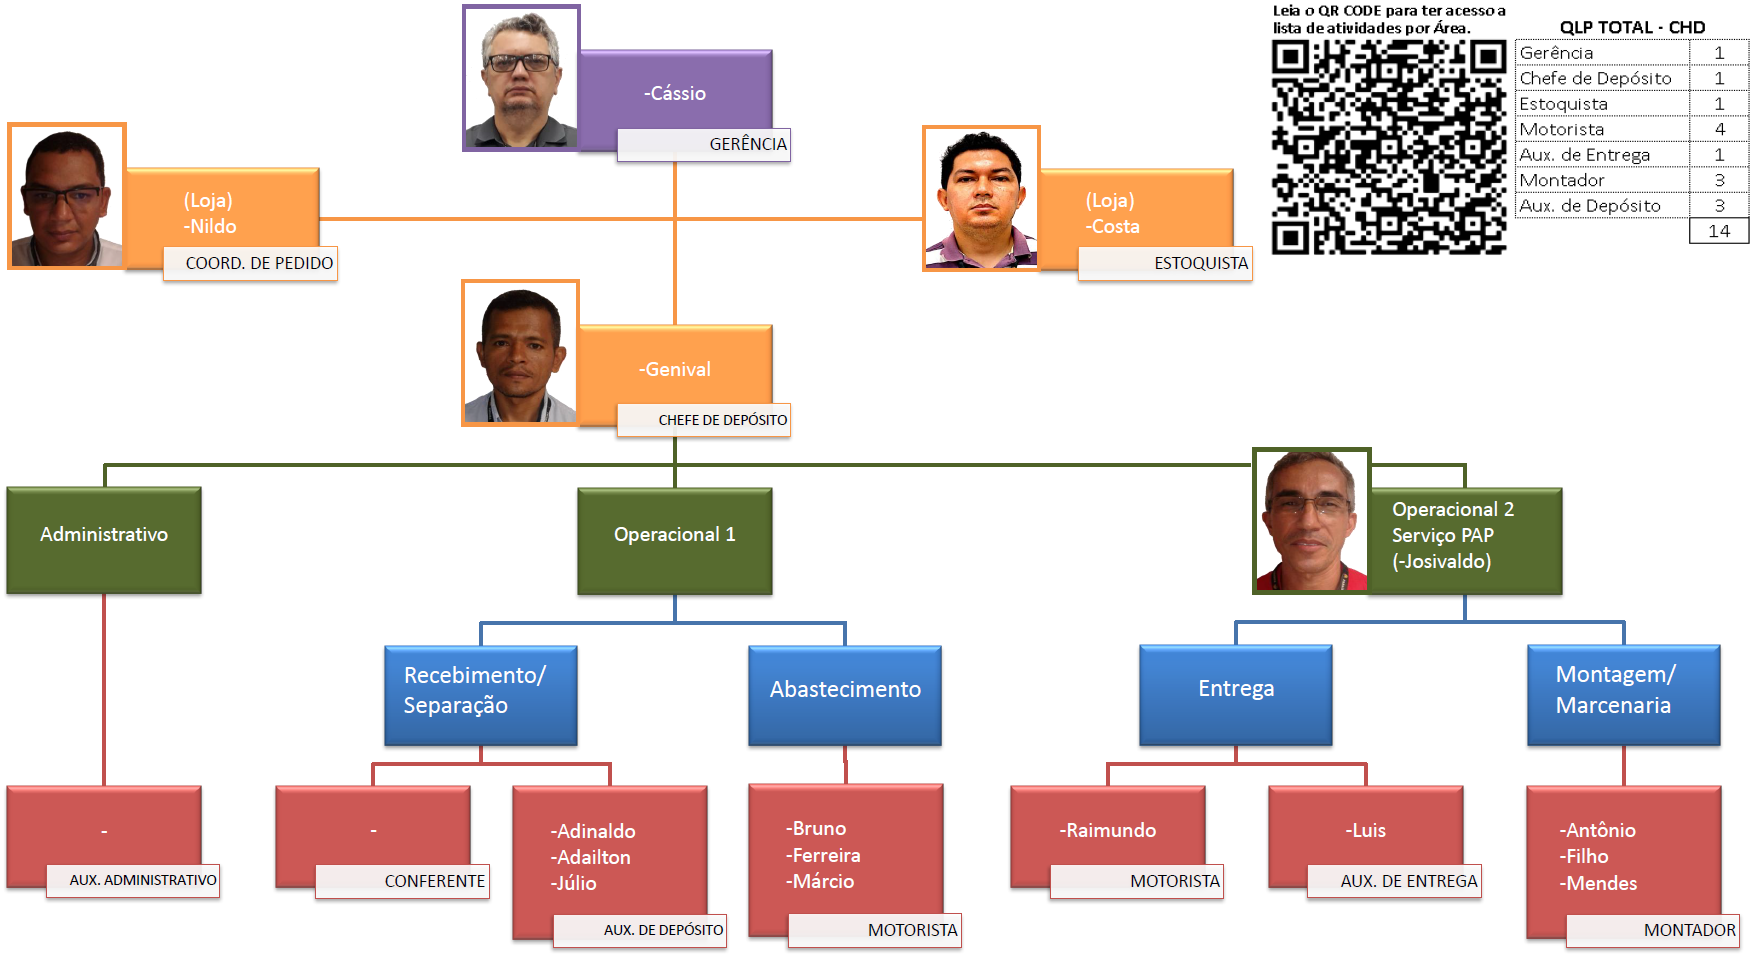 Leia o QR CODE para ter acesso a
lista de atividades por Área.
QLP TOTAL - CHD
Gerência 1
Chefe de Depósito 1
Estoquista 1
Motorista 4
Aux. de Entrega 1
Montador 3
Aux. de Depósito 3
14
-Cássio
GERÊNCIA
(Loja)
-Nildo
COORD. DE PEDIDO
(Loja)
-Costa
ESTOQUISTA
-Genival
CHEFE DE DEPÓSITO
Administrativo
Operacional 1
Operacional 2
Serviço PAP
(-Josivaldo)
Recebimento/
Separação
Abastecimento
Entrega
Montagem/
Marcenaria
-
AUX. ADMINISTRATIVO
-
CONFERENTE
-Adinaldo
-Adailton
-Júlio
AUX. DE DEPÓSITO
-Bruno
-Ferreira
-Márcio
MOTORISTA
-Raimundo
MOTORISTA
-Luis
AUX. DE ENTREGA
-Antônio
-Filho
-Mendes
MONTADOR